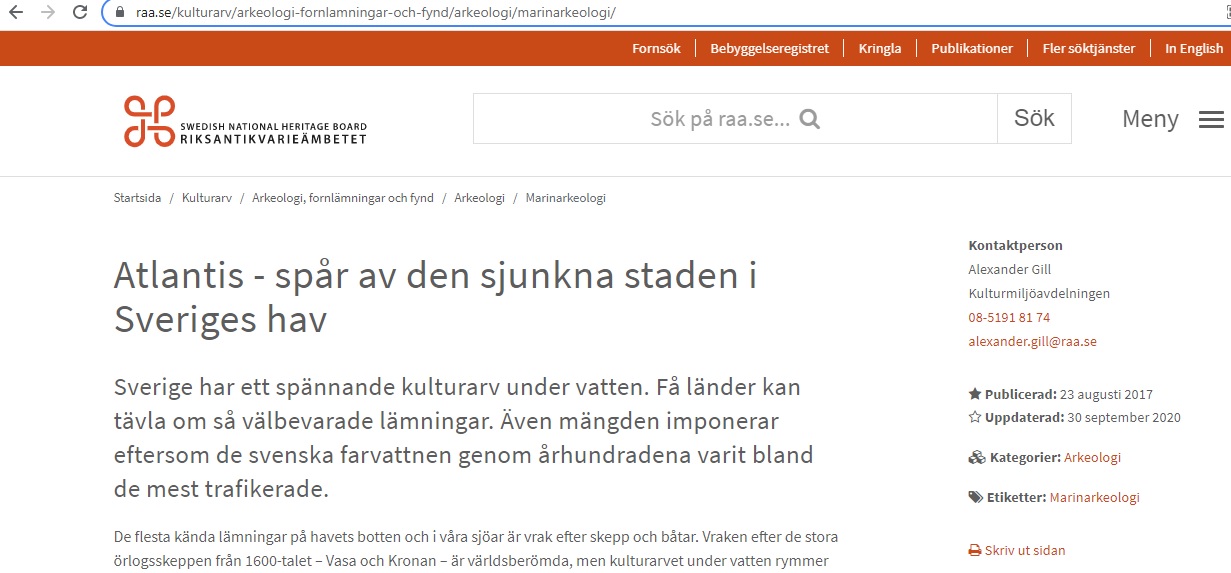 raa.se/kulturarv/arkeologi-fornlamningar-och-fynd/arkeologi/marinarkeologi/
Fornsök | Bebyggelseregistret | Kringla | Publikationer | Fler söktjänster | In English
SWEDISH NATIONAL HERITAGE BOARD
RIKSANTIKVARIEÄMBETET
Sök på raa.se...
Sök
Meny
Startsida / Kulturarv / Arkeologi, fornlämningar och fynd / Arkeologi / Marinarkeologi
Atlantis - spår av den sjunkna staden i
Sveriges hav
Sverige har ett spännande kulturarv under vatten. Få länder kan
tävla om så välbevarade lämningar. Även mängden imponerar
eftersom de svenska farvattnen genom århundradena varit bland
de mest trafikerade.
De flesta kända lämningar på havets botten och i våra sjöar är vrak efter skepp och båtar. Vraken efter de stora
örlogsskeppen från 1600-talet – Vasa och Kronan – är världsberömda, men kulturarvet under vatten rymmer
Kontaktperson
Alexander Gill
Kulturmiljöavdelningen
08-5191 81 74
alexander.gill@raa.se
Publicerad: 23 augusti 2017
Uppdaterad: 30 september 2020
Kategorier: Arkeologi
Etiketter: Marinarkeologi
Skriv ut sidan